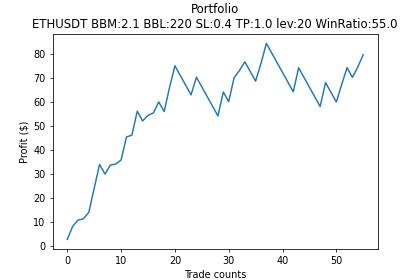 Portfolio
ETHUSDT BBM:2.1 BBL:220 SL:0.4 TP:1.0 lev:20 WinRatio:55.0
80
70
60
50
40
30
20
10
0
Profit ($)
0 10 20 30 40 50
Trade counts